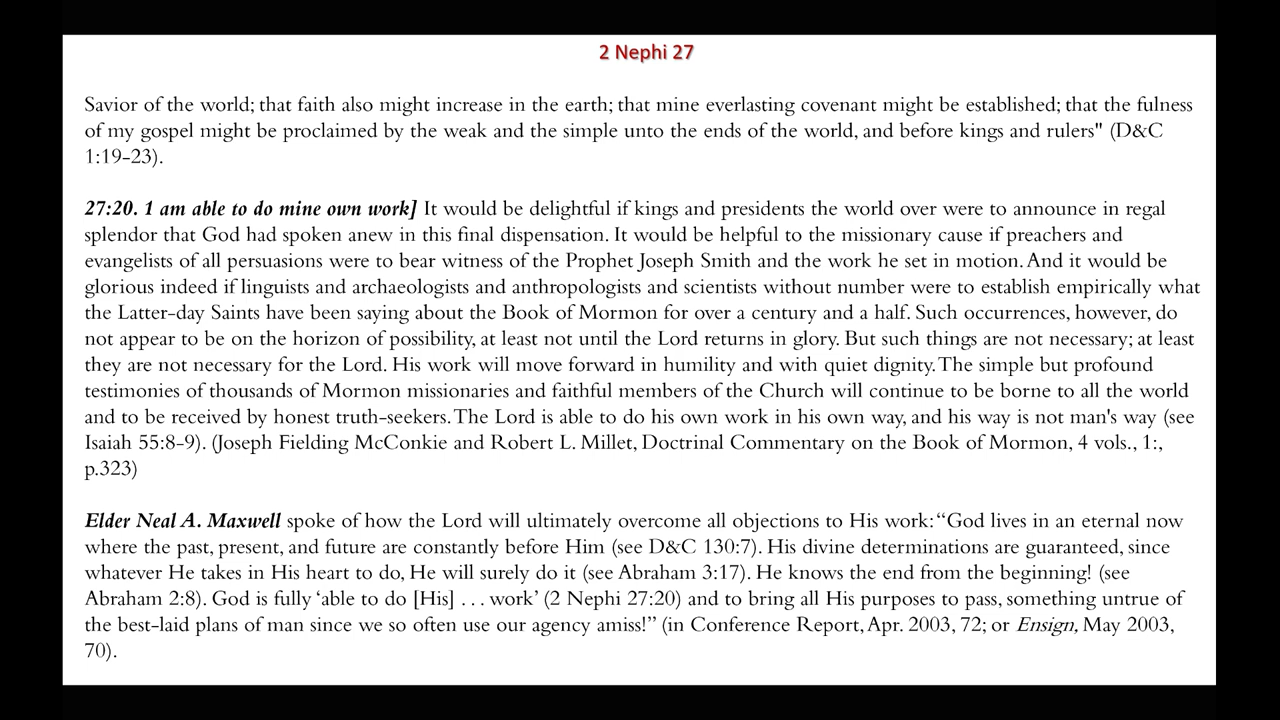 2 Nephi 27
Savior of the world; that faith also might increase in the earth; that mine everlasting covenant might be established; that the fulness
of my gospel might be proclaimed by the weak and the simple unto the ends of the world, and before kings and rulers" (D&C
1:19-23).
27:20. 1 am able to do mine own work] It would be delightful if kings and presidents the world over were to announce in regal
splendor that God had spoken anew in this final dispensation. It would be helpful to the missionary cause if preachers and
evangelists of all persuasions were to bear witness of the Prophet Joseph Smith and the work he set in motion. And it would be
glorious indeed if linguists and archaeologists and anthropologists and scientists without number were to establish empirically what
the Latter-day Saints have been saying about the Book of Mormon for over a century and a half. Such occurrences, however, do
not appear to be on the horizon of possibility, at least not until the Lord returns in glory. But such things are not necessary; at least
they are not necessary for the Lord. His work will move forward in humility and with quiet dignity. The simple but profound
testimonies of thousands of Mormon missionaries and faithful members of the Church will continue to be borne to all the world
and to be received by honest truth-seekers. The Lord is able to do his own work in his own way, and his way is not man's way (see
Isaiah 55:8-9). (Joseph Fielding McConkie and Robert L. Millet, Doctrinal Commentary on the Book of Mormon, 4 vols., 1:,
p.323)
Elder Neal A. Maxwell spoke of how the Lord will ultimately overcome all objections to His work: “God lives in an eternal now
where the past, present, and future are constantly before Him (see D&C 130:7). His divine determinations are guaranteed, since
whatever He takes in His heart to do, He will surely do it (see Abraham 3:17). He knows the end from the beginning! (see
Abraham 2:8). God is fully ‘able to do [His] . . . work’ (2 Nephi 27:20) and to bring all His purposes to pass, something untrue of
the best-laid plans of man since we so often use our agency amiss!” (in Conference Report, Apr. 2003, 72; or Ensign, May 2003,
70).